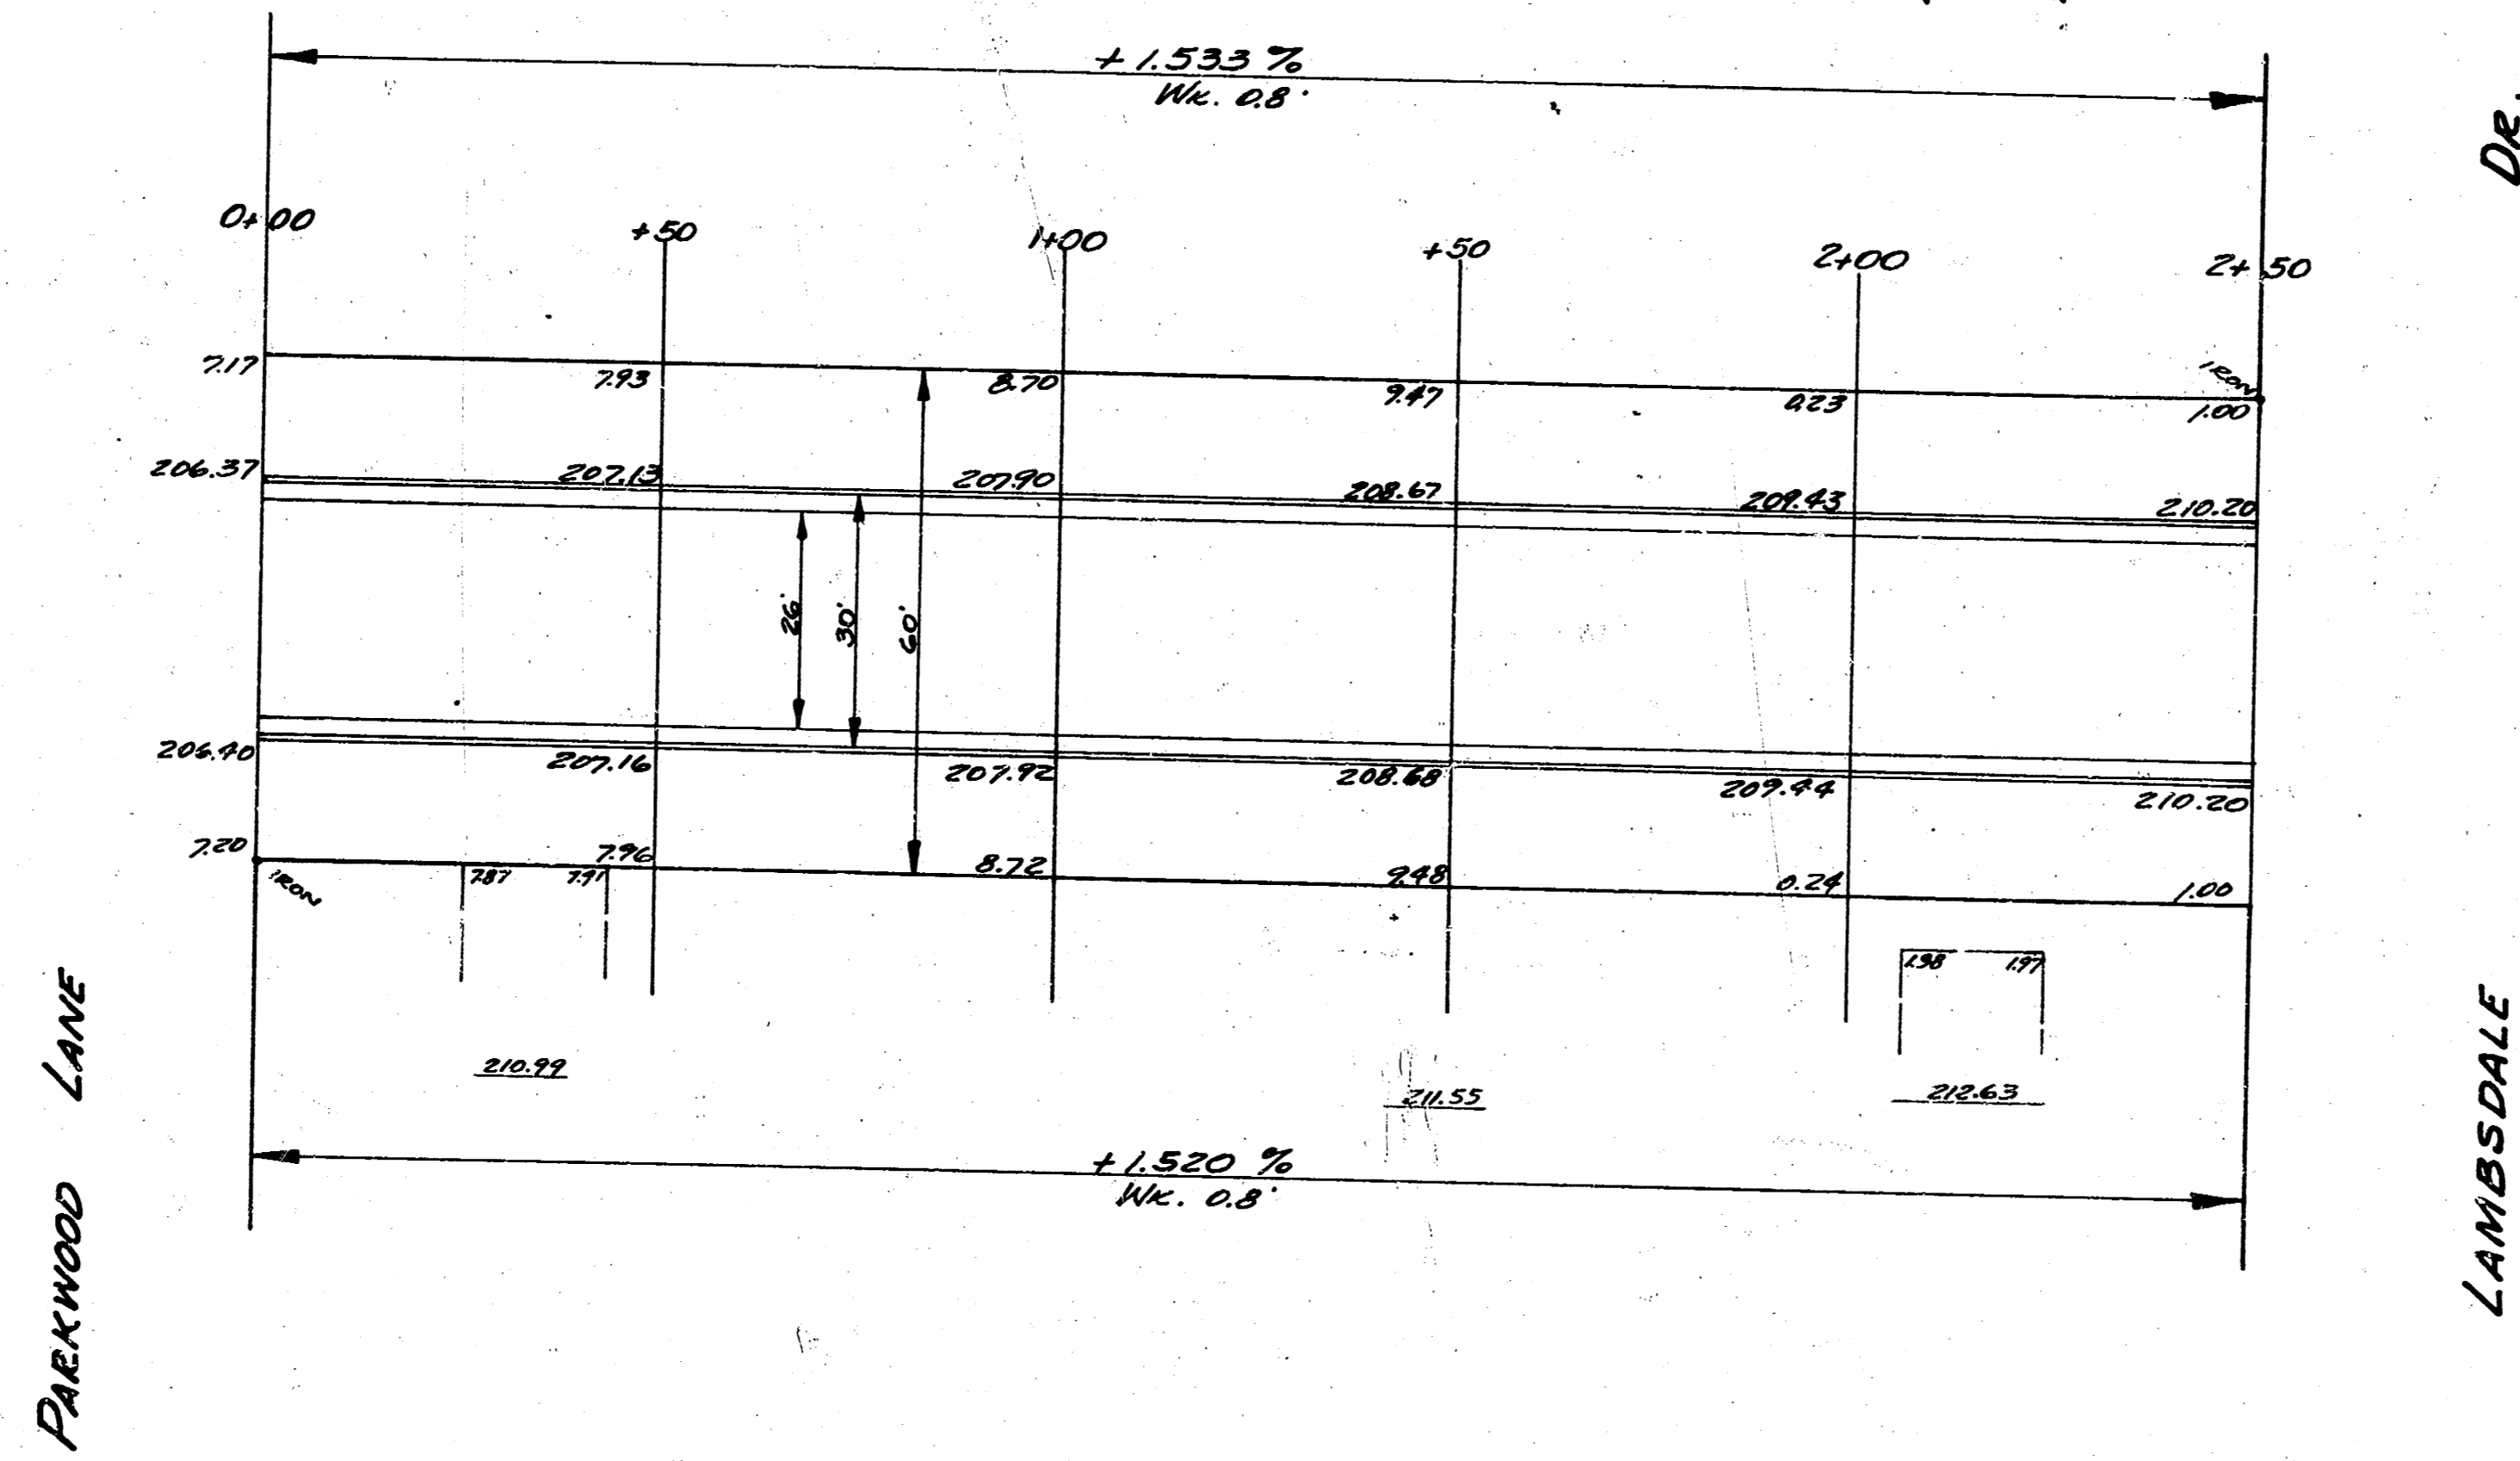 + 1.533 %
Wk. 0.8'
DR.
0+00 +50 1+00 +50 2+00 2+50
7.17 7.93 8.70 9.47 0.23 1.00
IRON
206.37 207.13 207.90 208.67 209.43 210.20
26' 30' 60'
206.40 207.16 207.92 208.68 209.44 210.20
7.20 7.96 8.72 9.48 0.24 1.00
IRON
7.87 7.91
1.98 1.97
210.99 211.55 212.63
+ 1.520 %
Wk. 0.8'
PARKWOOD LANE
LAMBSDALE